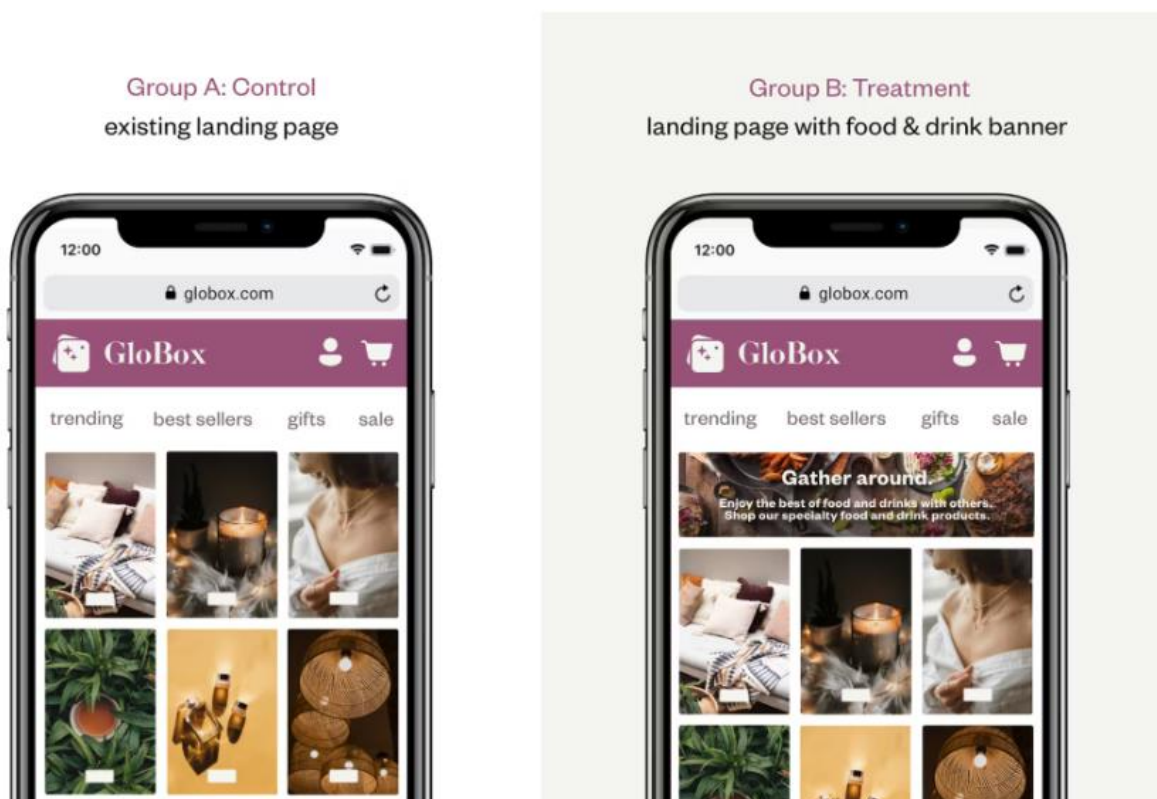 Group A: Control
existing landing page
12:00
globox.com
GloBox
trending best sellers gifts sale
Group B: Treatment
landing page with food & drink banner
12:00
globox.com
GloBox
trending best sellers gifts sale
Gather around.
Enjoy the best of food and drinks with others.
Shop our specialty food and drink products.